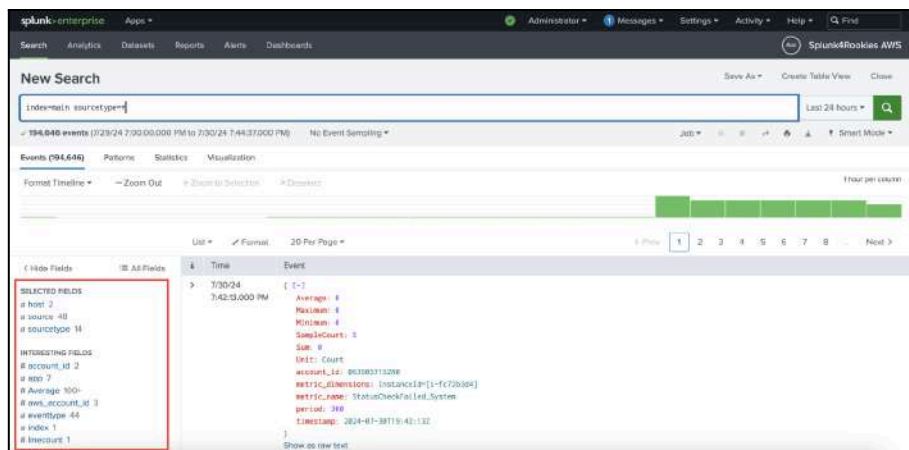 splunk>enterprise Apps
Administrator 1 Messages Settings Activity Help Find
Search Analytics Datasets Reports Alerts Dashboards Splunk4Rookies AWS
New Search Save As Create Table View Close
index=main sourcetype=* Last 24 hours
(7/29/24 7:00:00.000 PM to 7/30/24 7:44:37.000 PM) No Event Sampling Job Smart Mode
Events (194,646) Patterns Statistics Visualization
Format Timeline − Zoom Out + Zoom to Selection × Deselect 1 hour per column
List Format 20 Per Page < Prev 1 2 3 4 5 6 7 8 ... Next >
< Hide Fields All Fields i Time Event
SELECTED FIELDS
a host 2
a source 48
a sourcetype 14
INTERESTING FIELDS
# account_id 2
a app 7
# Average 100+
# aws_account_id 3
a eventtype 44
a index 1
# linecount 1
> 7/30/24
7:42:13.000 PM
{ [-]
Average: 0
Maximum: 0
Minimum: 0
Sum: 0
Unit: Count
metric_dimensions: InstanceId=[i-fc73b3d4]
metric_name: StatusCheckFailed_System
period: 300
timestamp: 2024-07-30T19:42:13Z
}
Show as raw text